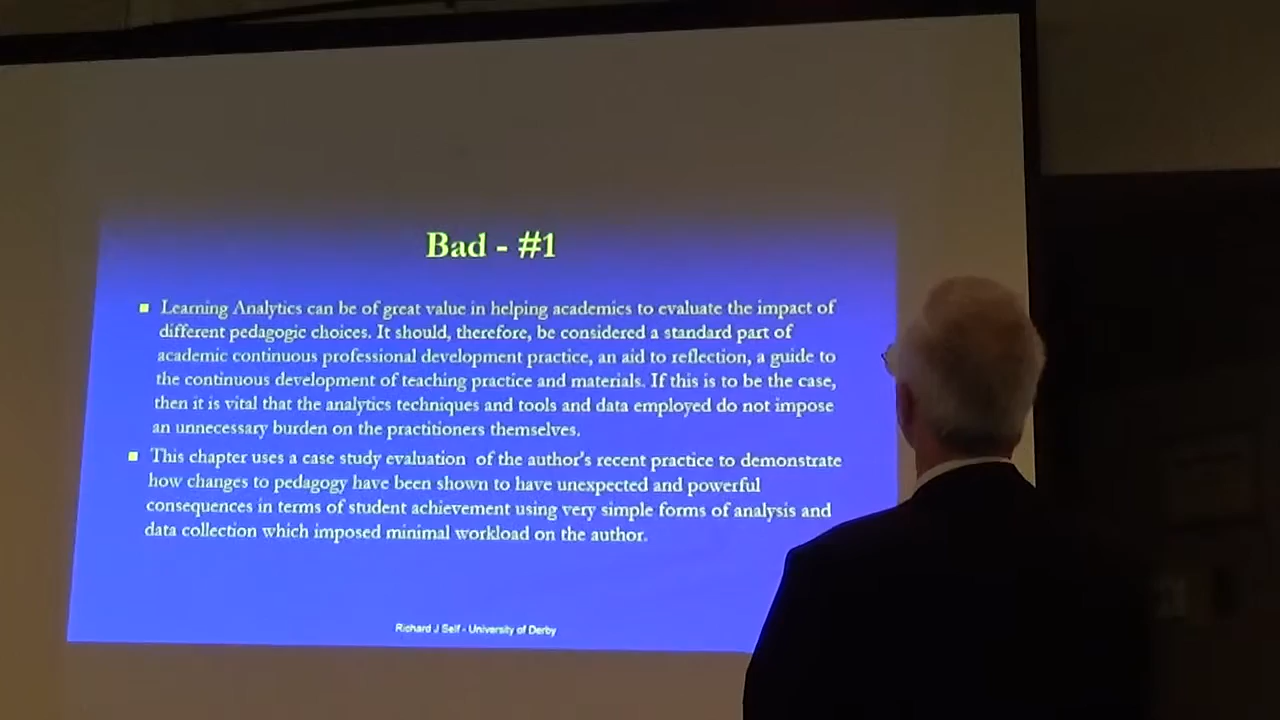 Bad - #1
Learning Analytics can be of great value in helping academics to evaluate the impact of
different pedagogic choices. It should, therefore, be considered a standard part of
academic continuous professional development practice, an aid to reflection, a guide to
the continuous development of teaching practice and materials. If this is to be the case,
then it is vital that the analytics techniques and tools and data employed do not impose
an unnecessary burden on the practitioners themselves.
This chapter uses a case study evaluation of the author's recent practice to demonstrate
how changes to pedagogy have been shown to have unexpected and powerful
consequences in terms of student achievement using very simple forms of analysis and
data collection which imposed minimal workload on the author.
Richard J Self - University of Derby